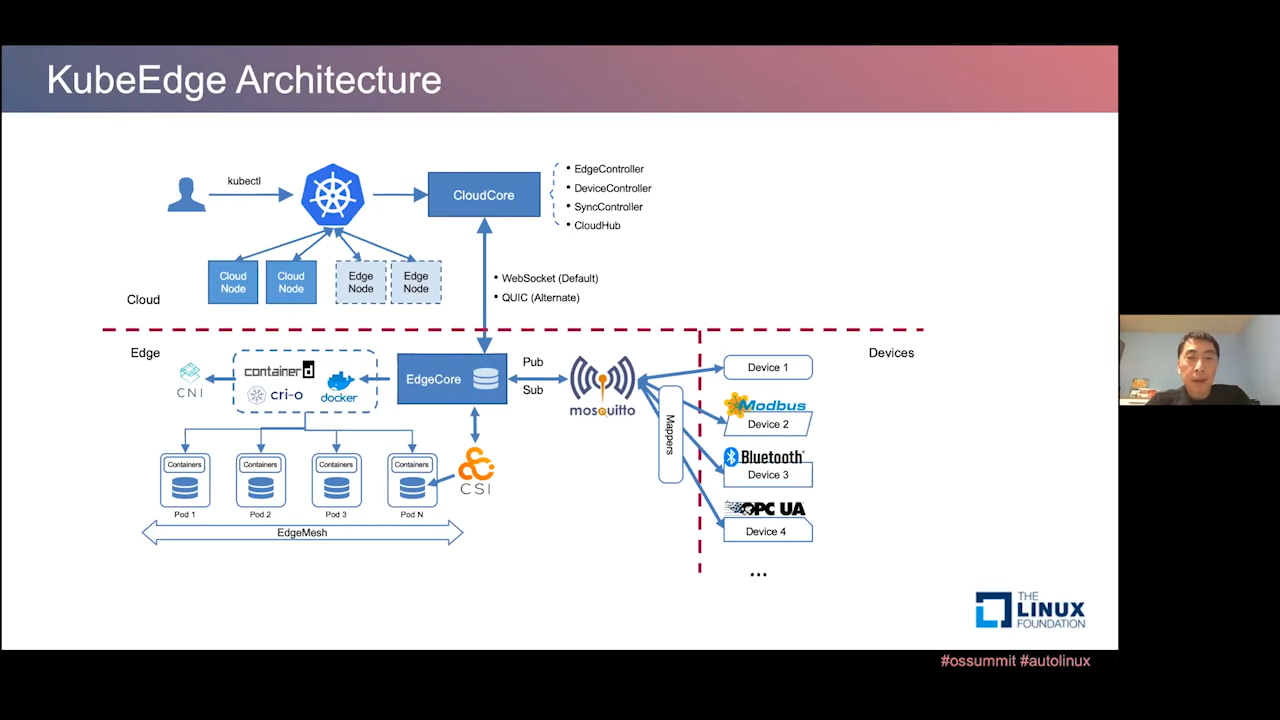 KubeEdge Architecture
kubectl
CloudCore
• EdgeController
• DeviceController
• SyncController
• CloudHub
Cloud
Node
Cloud
Node
Edge
Node
Edge
Node
• WebSocket (Default)
• QUIC (Alternate)
Cloud
Edge
Devices
CNI
containerd
cri-o
docker
EdgeCore
Pub
Sub
mosquitto
Mappers
Device 1
Modbus
Device 2
Bluetooth
Device 3
OPC UA
Device 4
...
CSI
Containers
Containers
Containers
Containers
Pod 1
Pod 2
Pod 3
Pod N
EdgeMesh
THE
LINUX
FOUNDATION
#ossummit #autolinux